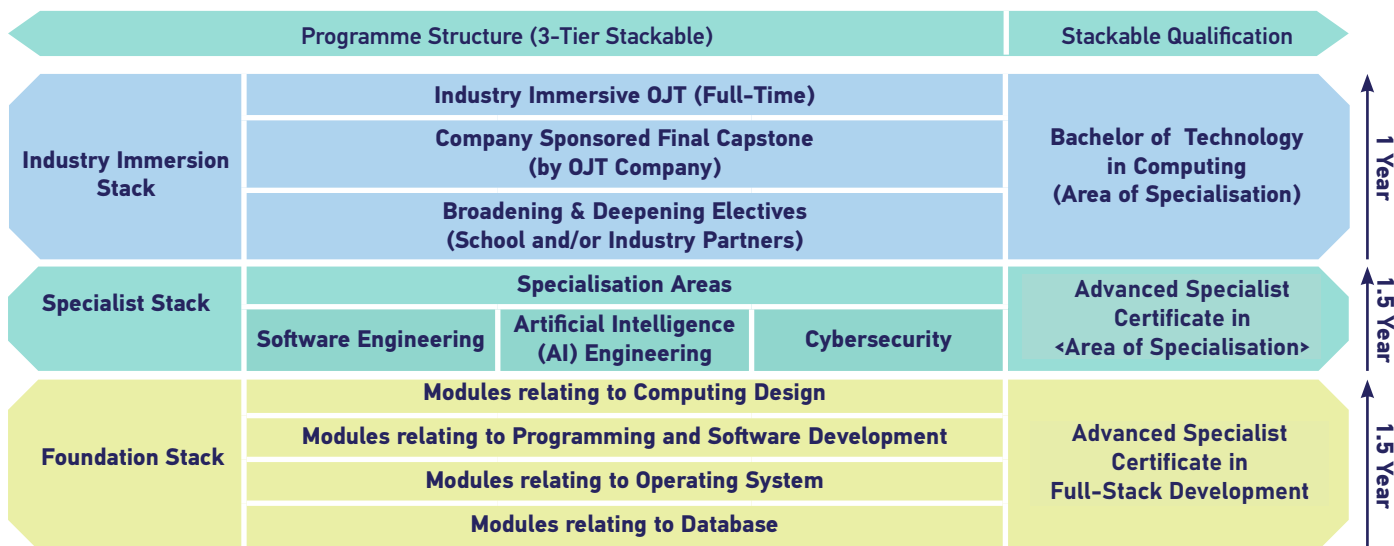 Programme Structure (3-Tier Stackable)
Stackable Qualification
Industry Immersion
Stack
Industry Immersive OJT (Full-Time)
Company Sponsored Final Capstone
(by OJT Company)
Broadening & Deepening Electives
(School and/or Industry Partners)
Bachelor of Technology
in Computing
(Area of Specialisation)
1 Year
Specialist Stack
Specialisation Areas
Software Engineering
Artificial Intelligence
(AI) Engineering
Cybersecurity
Advanced Specialist
Certificate in
<Area of Specialisation>
1.5 Year
Foundation Stack
Modules relating to Computing Design
Modules relating to Programming and Software Development
Modules relating to Operating System
Modules relating to Database
Advanced Specialist
Certificate in
Full-Stack Development
1.5 Year